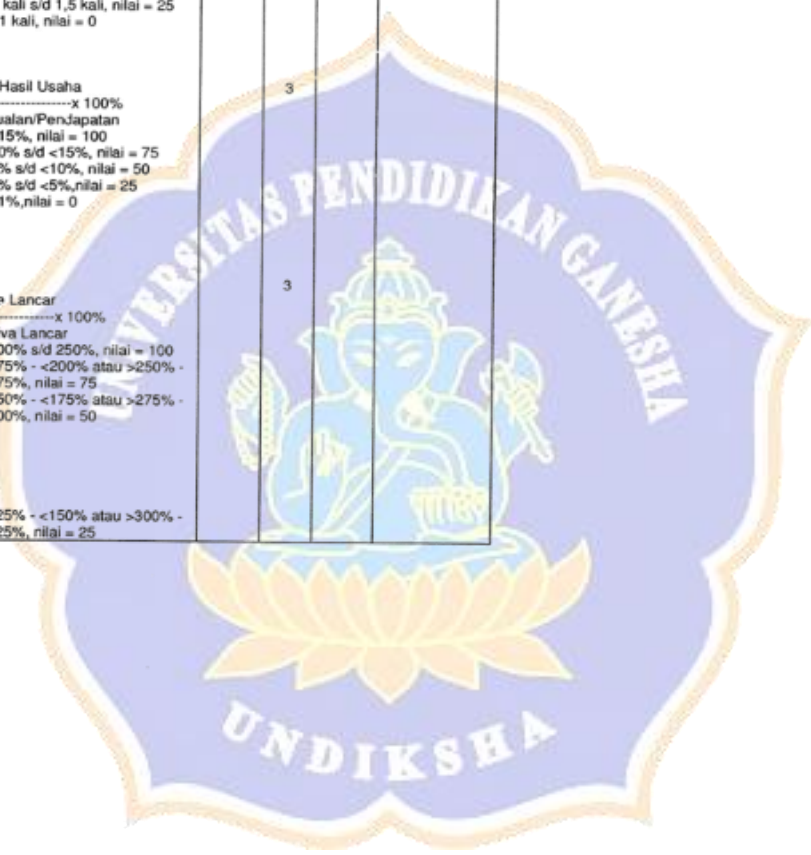 kali s/d 1,5 kali, nilai = 25
1 kali, nilai = 0
Hasil Usaha
3
----------------x 100%
ualan/Pendapatan
15%, nilai = 100
0% s/d <15%, nilai = 75
% s/d <10%, nilai = 50
% s/d <5%,nilai = 25
1%,nilai = 0
3
Lancar
------------x 100%
va Lancar
00% s/d 250%, nilai = 100
75% - <200% atau >250% -
75%, nilai = 75
50% - <175% atau >275% -
00%, nilai = 50
25% - <150% atau >300% -
25%, nilai = 25
UNIVERSITAS PENDIDIKAN GANESHA
UNDIKSHA